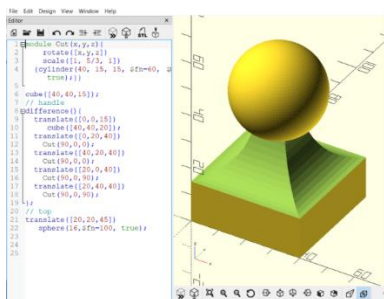 File Edit Design View Window Help
Editor
module Cut(x,y,z){
rotate([x,y,z])
scale([1, 5/3, 1])
(cylinder(40, 15, 15, $fn=60,
true);)}
cube([40,40,15]);
// handle
difference(){
translate([0,0,15])
cube([40,40,20]);
translate([0,20,40])
Cut(90,0,0);
translate([40,20,40])
Cut(90,0,0);
translate([20,0,40])
Cut(90,0,90);
translate([20,40,40])
Cut(90,0,90);
};
// top
translate([20,20,45])
sphere(16,$fn=100, true);